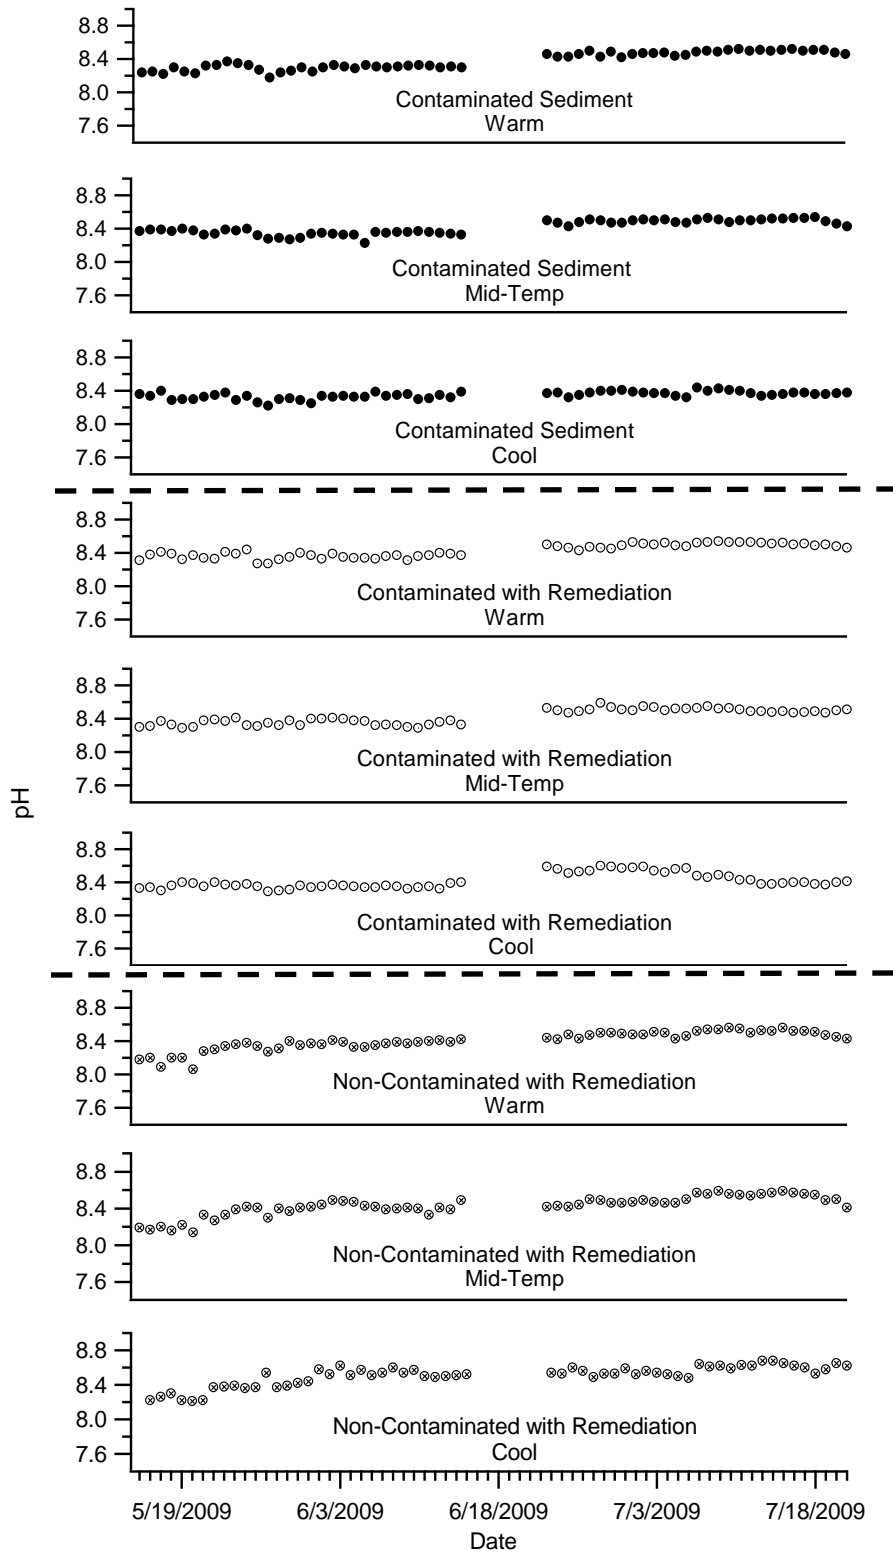 8.8
8.4
8.0
7.6
Contaminated Sediment
Warm
8.8
8.4
8.0
7.6
Contaminated Sediment
Mid-Temp
8.8
8.4
8.0
7.6
Contaminated Sediment
Cool
8.8
8.4
8.0
7.6
Contaminated with Remediation
Warm
8.8
8.4
8.0
7.6
Contaminated with Remediation
Mid-Temp
pH
8.8
8.4
8.0
7.6
Contaminated with Remediation
Cool
8.8
8.4
8.0
7.6
Non-Contaminated with Remediation
Warm
8.8
8.4
8.0
7.6
Non-Contaminated with Remediation
Mid-Temp
8.8
8.4
8.0
7.6
Non-Contaminated with Remediation
Cool
5/19/2009 6/3/2009 6/18/2009 7/3/2009 7/18/2009
Date